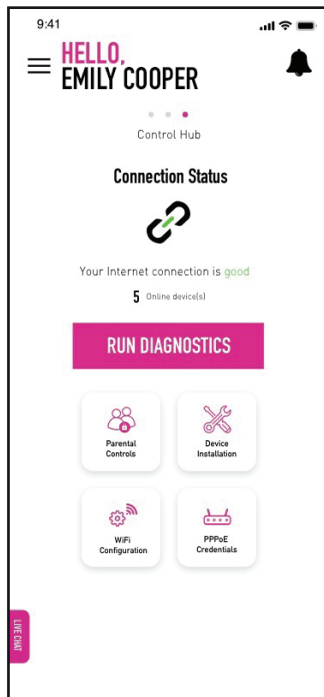 9:41
HELLO,
EMILY COOPER
Control Hub
Connection Status
Your Internet connection is good
5 Online device(s)
RUN DIAGNOSTICS
Parental
Controls
Device
Installation
WiFi
Configuration
PPPoE
Credentials
LIVE CHAT